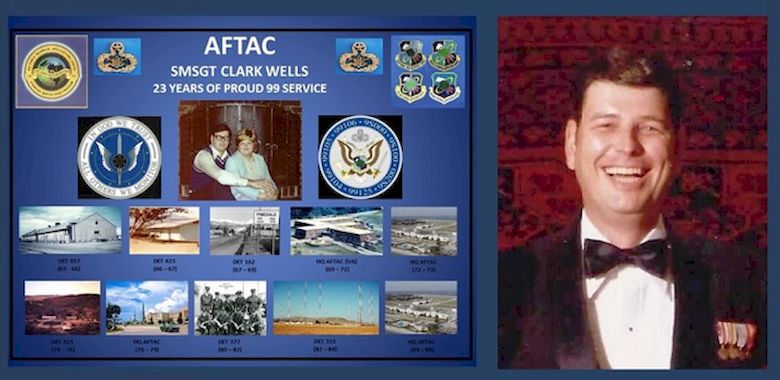 AFTAC
SMSGT CLARK WELLS
23 YEARS OF PROUD 99 SERVICE
IN GOD WE TRUST
ALL OTHERS WE MONITOR
PINEDALE
DET 057
(65 - 66)
DET 423
(66 - 67)
DET 162
(67 - 69)
HQ AFTAC (VA)
(69 – 72)
HQ AFTAC
(72 – 73)
DET 421
(74 – 76)
HQ AFTAC
(76 – 79)
DET 377
(80 – 82)
DET 315
(82 – 84)
HQ AFTAC
(84 – 88)